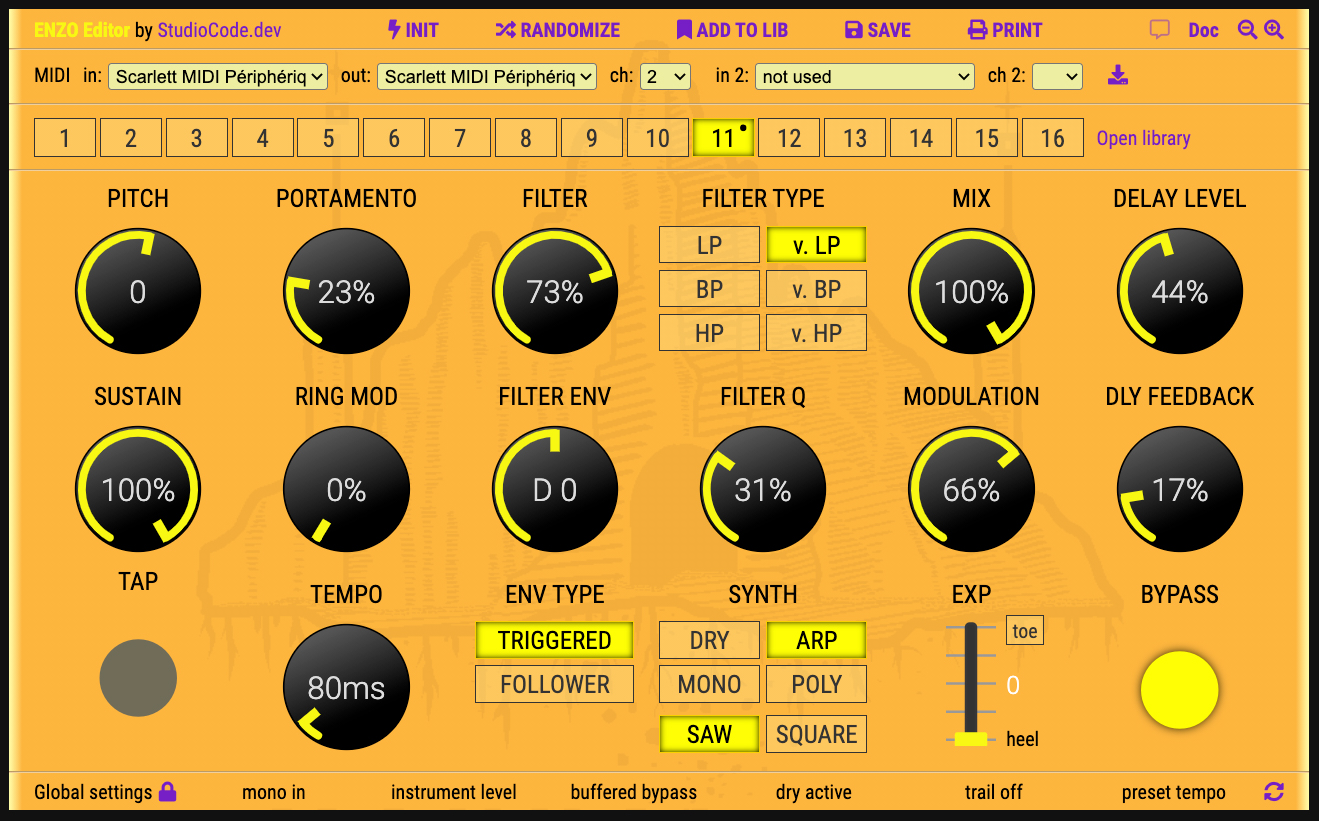 ENZO Editor by StudioCode.dev INIT RANDOMIZE ADD TO LIB SAVE PRINT Doc
MIDI in: Scarlett MIDI Périphériq out: Scarlett MIDI Périphériq ch: 2 in 2: not used ch 2:
1 2 3 4 5 6 7 8 9 10 11 12 13 14 15 16 Open library
PITCH PORTAMENTO FILTER FILTER TYPE MIX DELAY LEVEL
LP v. LP
0 23% 73% BP v. BP 100% 44%
HP v. HP
SUSTAIN RING MOD FILTER ENV FILTER Q MODULATION DLY FEEDBACK
100% 0% D 0 31% 66% 17%
TAP TEMPO ENV TYPE SYNTH EXP BYPASS
TRIGGERED DRY ARP toe
80ms FOLLOWER MONO POLY 0
SAW SQUARE heel
Global settings mono in instrument level buffered bypass dry active trail off preset tempo